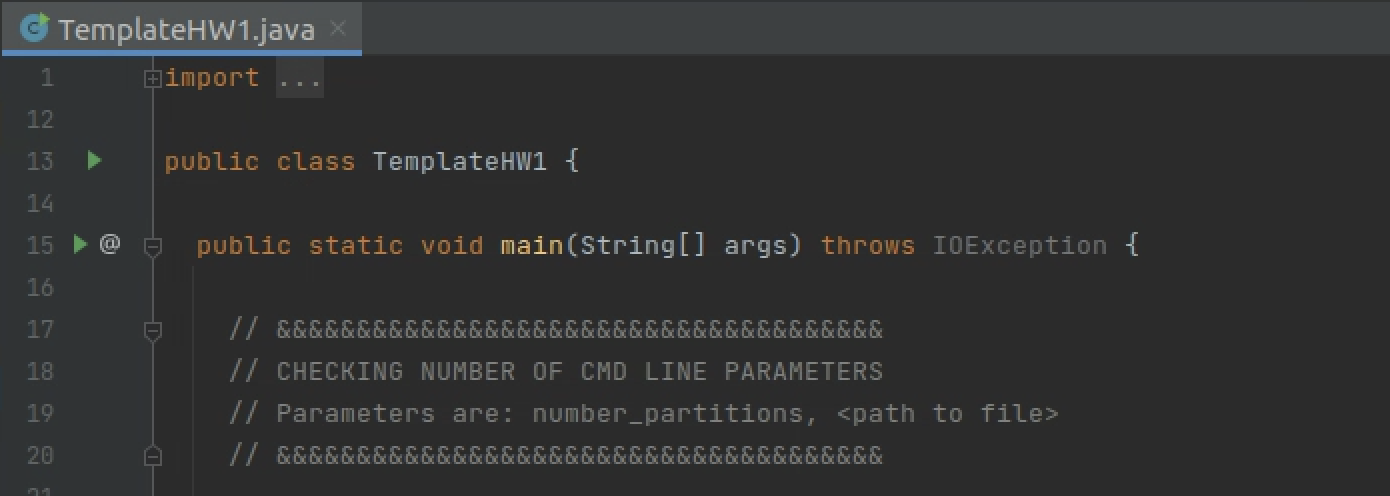 TemplateHW1.java
1 import ...
12
13 public class TemplateHW1 {
14
15 @ public static void main(String[] args) throws IOException {
16
17 // &&&&&&&&&&&&&&&&&&&&&&&&&&&&&&&&&&&&&&
18 // CHECKING NUMBER OF CMD LINE PARAMETERS
19 // Parameters are: number_partitions, <path to file>
20 // &&&&&&&&&&&&&&&&&&&&&&&&&&&&&&&&&&&&&&
21